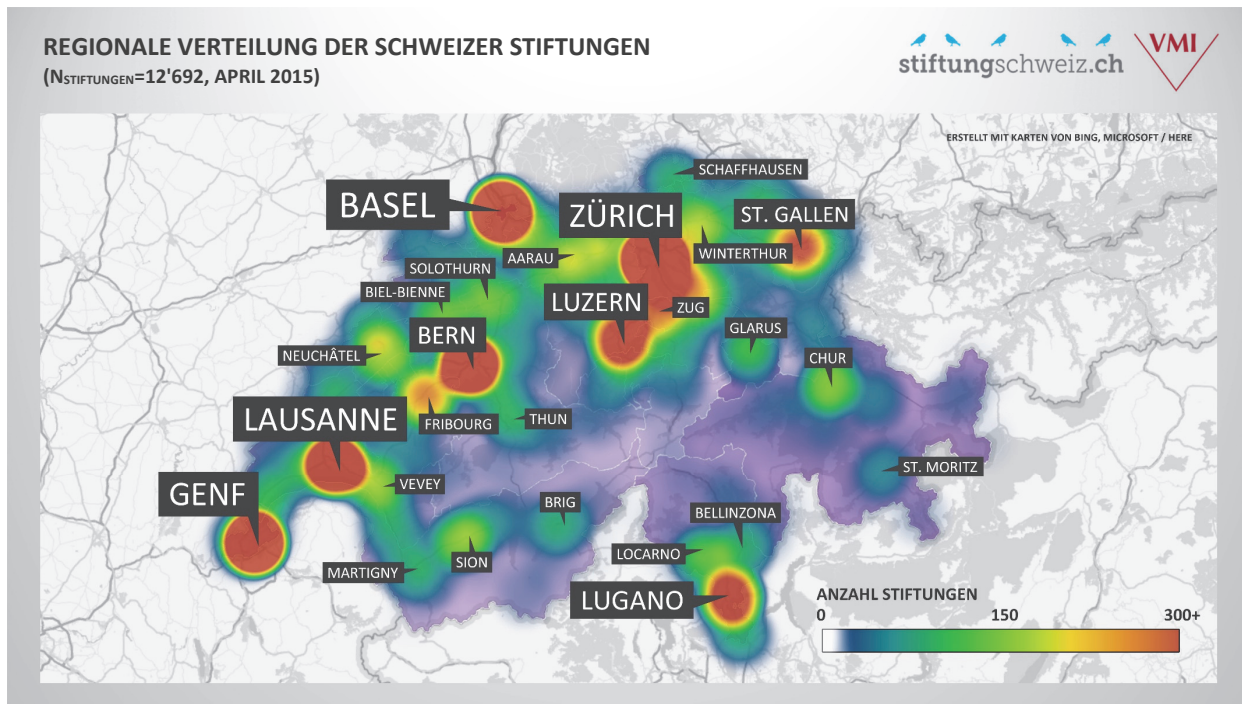 REGIONALE VERTEILUNG DER SCHWEIZER STIFTUNGEN
(NSTIFTUNGEN=12'692, APRIL 2015)
stiftungschweiz.ch
VMI
ERSTELLT MIT KARTEN VON BING, MICROSOFT / HERE
SCHAFFHAUSEN
BASEL
ZÜRICH
ST. GALLEN
AARAU
WINTERTHUR
SOLOTHURN
BIEL-BIENNE
LUZERN
ZUG
BERN
GLARUS
NEUCHÂTEL
CHUR
LAUSANNE
FRIBOURG
THUN
ST. MORITZ
GENF
VEVEY
BRIG
BELLINZONA
LOCARNO
SION
MARTIGNY
LUGANO
ANZAHL STIFTUNGEN
0 150 300+